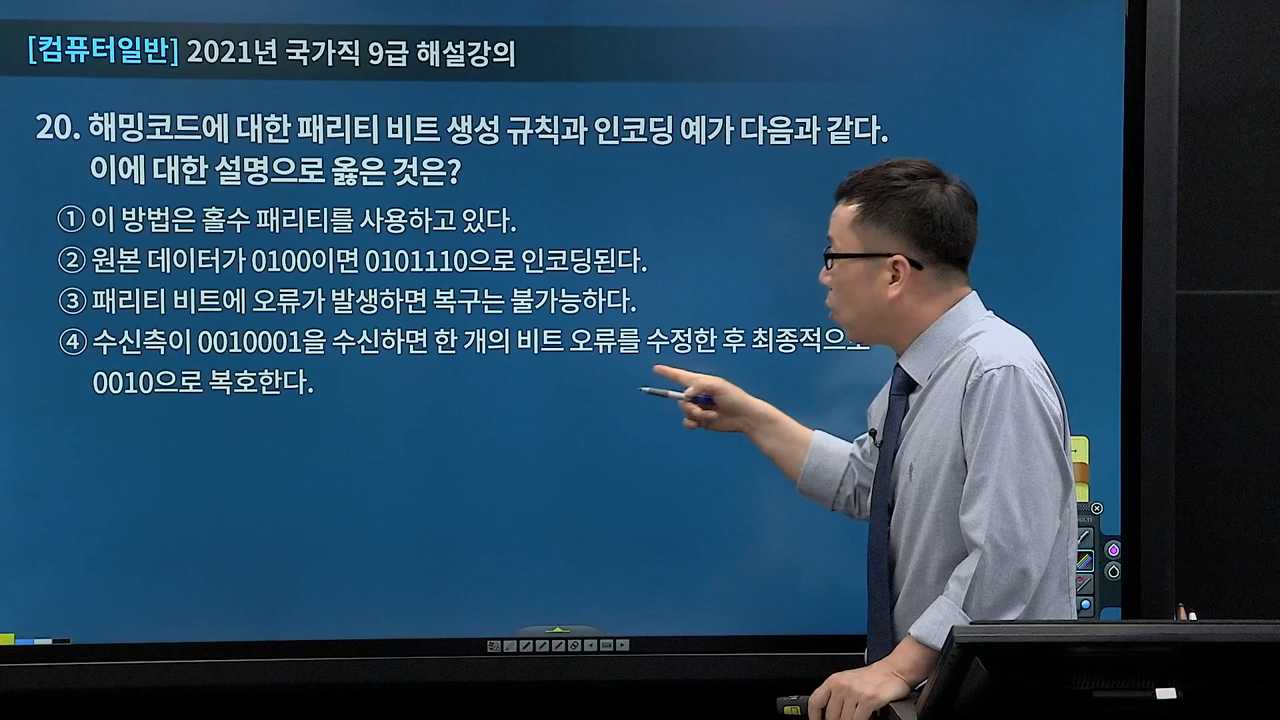 [컴퓨터일반] 2021년 국가직 9급 해설강의
20. 해밍코드에 대한 패리티 비트 생성 규칙과 인코딩 예가 다음과 같다.
이에 대한 설명으로 옳은 것은?
① 이 방법은 홀수 패리티를 사용하고 있다.
② 원본 데이터가 0100이면 0101110으로 인코딩된다.
③ 패리티 비트에 오류가 발생하면 복구는 불가능하다.
④ 수신측이 0010001을 수신하면 한 개의 비트 오류를 수정한 후 최종적으로
0010으로 복호한다.